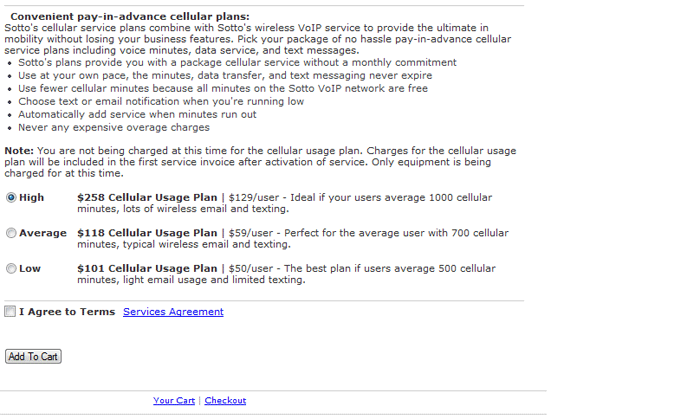 Convenient pay-in-advance cellular plans:
Sotto's cellular service plans combine with Sotto's wireless VoIP service to provide the ultimate in
mobility without losing your business features. Pick your package of no hassle pay-in-advance cellular
service plans including voice minutes, data service, and text messages.
• Sotto's plans provide you with a package cellular service without a monthly commitment
• Use at your own pace, the minutes, data transfer, and text messaging never expire
• Use fewer cellular minutes because all minutes on the Sotto VoIP network are free
• Choose text or email notification when you're running low
• Automatically add service when minutes run out
• Never any expensive overage charges
Note: You are not being charged at this time for the cellular usage plan. Charges for the cellular usage
plan will be included in the first service invoice after activation of service. Only equipment is being
charged for at this time.
High $258 Cellular Usage Plan | $129/user - Ideal if your users average 1000 cellular
minutes, lots of wireless email and texting.
Average $118 Cellular Usage Plan | $59/user - Perfect for the average user with 700 cellular
minutes, typical wireless email and texting.
Low $101 Cellular Usage Plan | $50/user - The best plan if users average 500 cellular
minutes, light email usage and limited texting.
I Agree to Terms Services Agreement
Add To Cart
Your Cart | Checkout